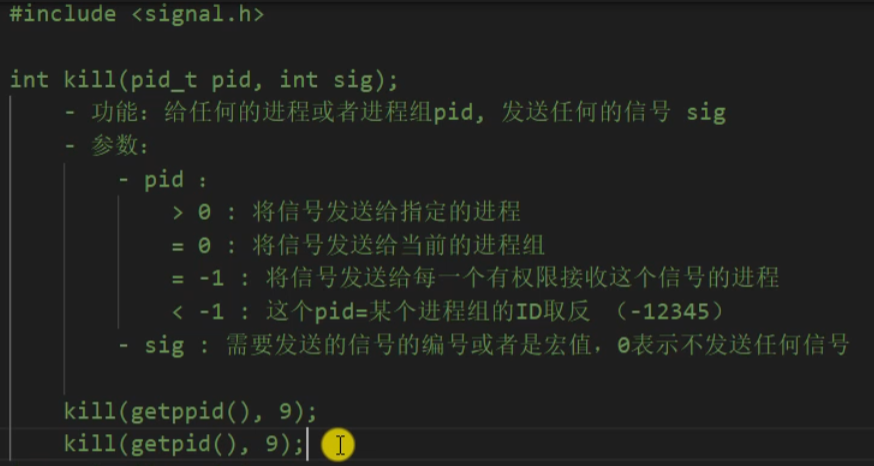 #include <signal.h>
int kill(pid_t pid, int sig);
- 功能：给任何的进程或者进程组pid, 发送任何的信号 sig
- 参数：
- pid ：
> 0 : 将信号发送给指定的进程
= 0 : 将信号发送给当前的进程组
= -1 : 将信号发送给每一个有权限接收这个信号的进程
< -1 : 这个pid=某个进程组的ID取反 （-12345）
- sig : 需要发送的信号的编号或者是宏值，0表示不发送任何信号
kill(getppid(), 9);
kill(getpid(), 9);